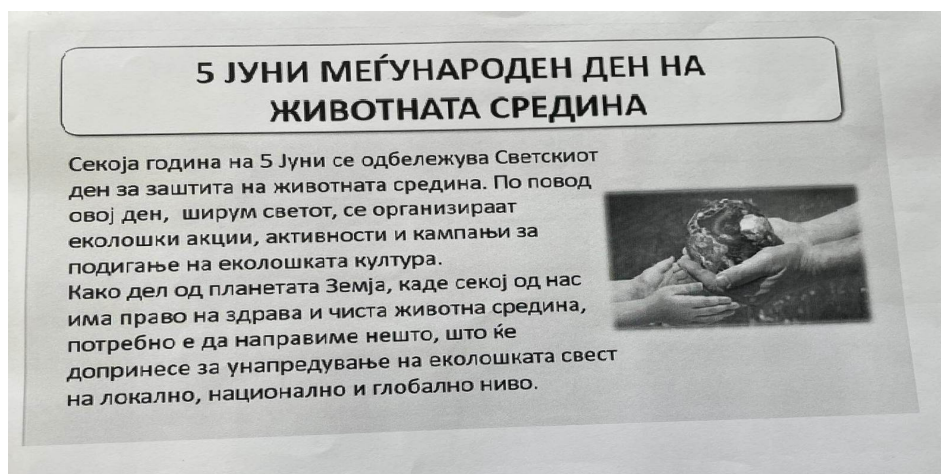 5 ЈУНИ МЕЃУНАРОДЕН ДЕН НА
ЖИВОТНАТА СРЕДИНА
Секоја година на 5 Јуни се одбележува Светскиот
ден за заштита на животната средина. По повод
овој ден, ширум светот, се организираат
еколошки акции, активности и кампањи за
подигање на еколошката култура.
Како дел од планетата Земја, каде секој од нас
има право на здрава и чиста животна средина,
потребно е да направиме нешто, што ќе
допринесе за унапредување на еколошката свест
на локално, национално и глобално ниво.